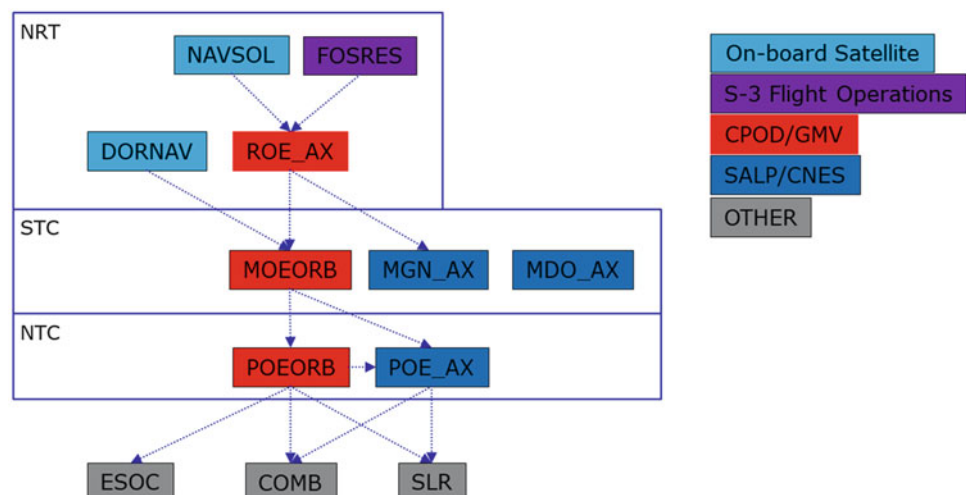 NRT
NAVSOL
FOSRES
DORNAV
ROE_AX
STC
MOEORB
MGN_AX
MDO_AX
NTC
POEORB
POE_AX
ESOC
COMB
SLR
On-board Satellite
S-3 Flight Operations
CPOD/GMV
SALP/CNES
OTHER